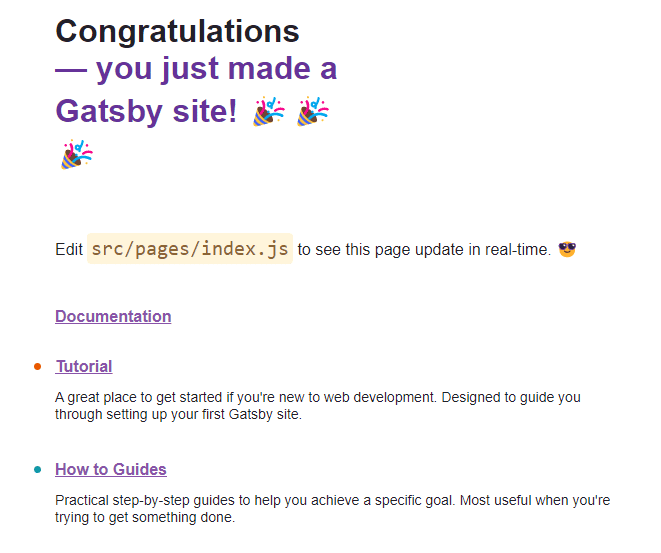 Congratulations
— you just made a
Gatsby site! 🎉🎉
🎉
Edit src/pages/index.js to see this page update in real-time. 😎
Documentation
Tutorial
A great place to get started if you're new to web development. Designed to guide you
through setting up your first Gatsby site.
How to Guides
Practical step-by-step guides to help you achieve a specific goal. Most useful when you're
trying to get something done.